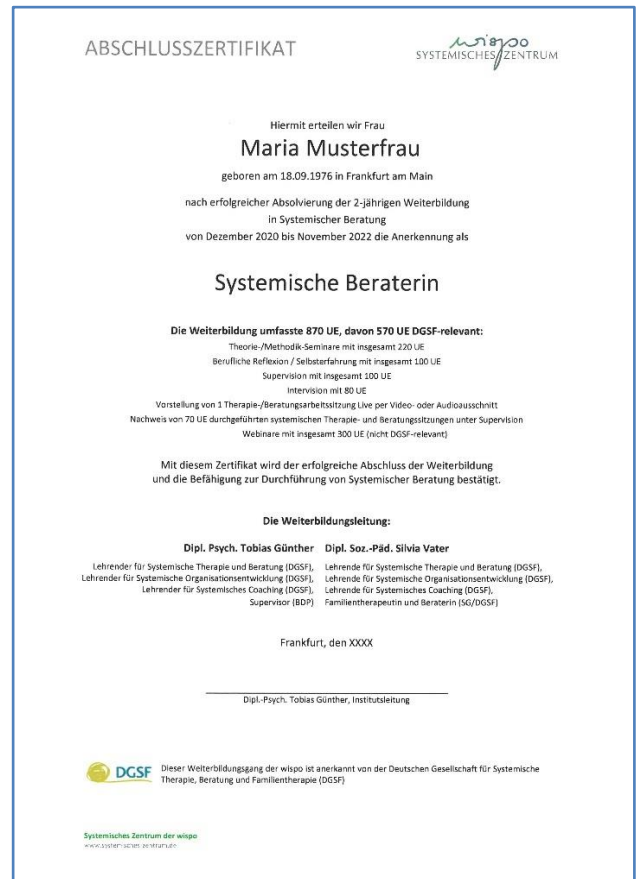 ABSCHLUSSZERTIFIKAT
wispo
SYSTEMISCHES ZENTRUM
Hiermit erteilen wir Frau
Maria Musterfrau
geboren am 18.09.1976 in Frankfurt am Main
nach erfolgreicher Absolvierung der 2-jährigen Weiterbildung
in Systemischer Beratung
von Dezember 2020 bis November 2022 die Anerkennung als
Systemische Beraterin
Die Weiterbildung umfasste 870 UE, davon 570 UE DGSF-relevant:
Theorie-/Methodik-Seminare mit insgesamt 220 UE
Berufliche Reflexion / Selbsterfahrung mit insgesamt 100 UE
Supervision mit insgesamt 100 UE
Intervision mit 80 UE
Vorstellung von 1 Therapie-/Beratungsarbeitssitzung Live per Video- oder Audioausschnitt
Nachweis von 70 UE durchgeführten systemischen Therapie- und Beratungssitzungen unter Supervision
Webinare mit insgesamt 300 UE (nicht DGSF-relevant)
Mit diesem Zertifikat wird der erfolgreiche Abschluss der Weiterbildung
und die Befähigung zur Durchführung von Systemischer Beratung bestätigt.
Die Weiterbildungsleitung:
Dipl. Psych. Tobias Günther
Lehrender für Systemische Therapie und Beratung (DGSF),
Lehrender für Systemische Organisationsentwicklung (DGSF),
Lehrender für Systemisches Coaching (DGSF),
Supervisor (BDP)
Dipl. Soz.-Päd. Silvia Vater
Lehrende für Systemische Therapie und Beratung (DGSF),
Lehrende für Systemische Organisationsentwicklung (DGSF),
Lehrende für Systemisches Coaching (DGSF),
Familientherapeutin und Beraterin (SG/DGSF)
Frankfurt, den XXXX
Dipl.-Psych. Tobias Günther, Institutsleitung
DGSF
Dieser Weiterbildungsgang der wispo ist anerkannt von der Deutschen Gesellschaft für Systemische
Therapie, Beratung und Familientherapie (DGSF)
Systemisches Zentrum der wispo
www.systemisches-zentrum.de